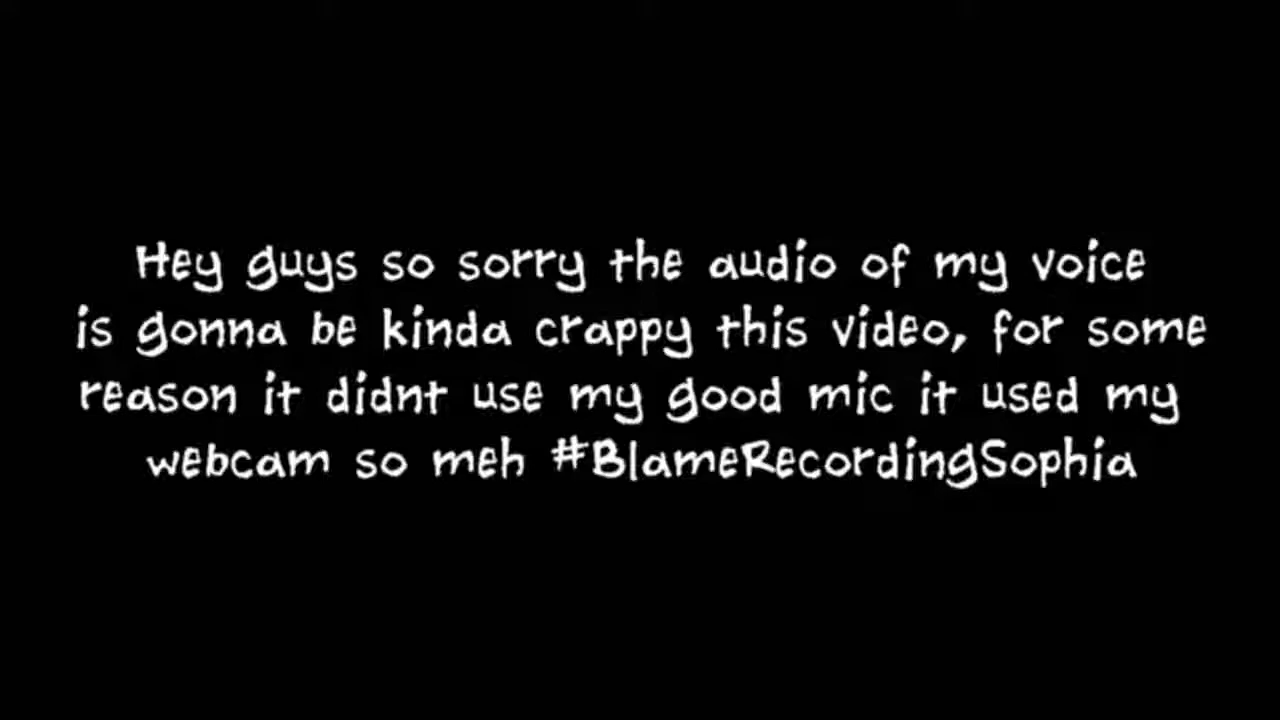 Hey guys so sorry the audio of my voice
is gonna be kinda crappy this video, for some
reason it didnt use my good mic it used my
webcam so meh #BlameRecordingSophia